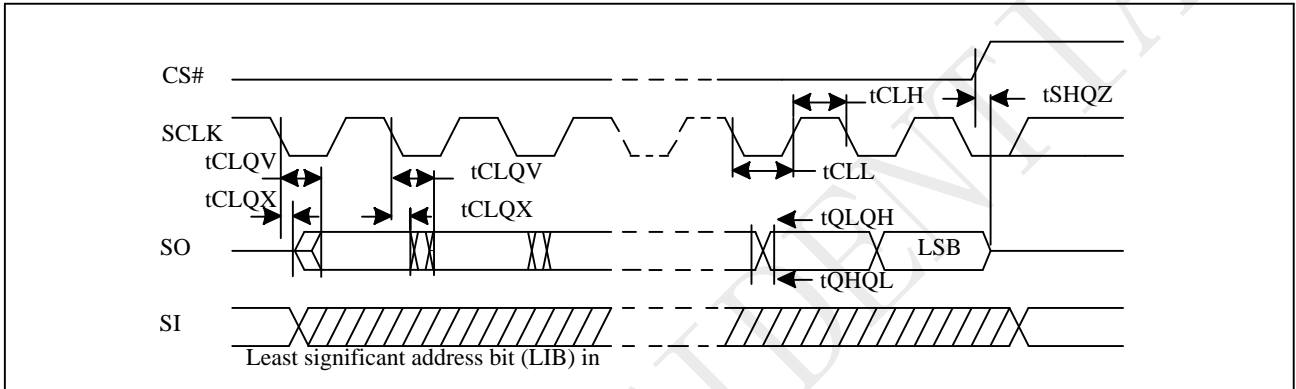 CS#
tCLH
tSHQZ
SCLK
tCLQV
tCLQV
tCLL
tCLQX
tCLQX
tQLQH
SO
LSB
tQHQL
SI
Least significant address bit (LIB) in